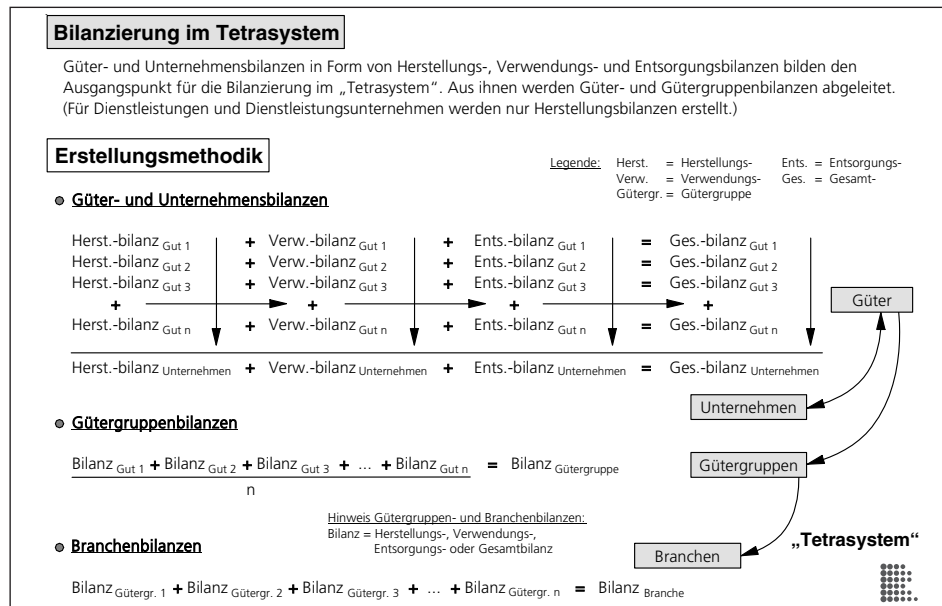 Bilanzierung im Tetrasystem
Güter- und Unternehmensbilanzen in Form von Herstellungs-, Verwendungs- und Entsorgungsbilanzen bilden den
Ausgangspunkt für die Bilanzierung im „Tetrasystem“. Aus ihnen werden Güter- und Gütergruppenbilanzen abgeleitet.
(Für Dienstleistungen und Dienstleistungsunternehmen werden nur Herstellungsbilanzen erstellt.)
Erstellungsmethodik
Legende: Herst. = Herstellungs- Ents. = Entsorgungs-
Verw. = Verwendungs- Ges. = Gesamt-
Gütergr. = Gütergruppe
Güter- und Unternehmensbilanzen
Herst.-bilanz Gut 1 + Verw.-bilanz Gut 1 + Ents.-bilanz Gut 1 = Ges.-bilanz Gut 1
Herst.-bilanz Gut 2 + Verw.-bilanz Gut 2 + Ents.-bilanz Gut 2 = Ges.-bilanz Gut 2
Herst.-bilanz Gut 3 + Verw.-bilanz Gut 3 + Ents.-bilanz Gut 3 = Ges.-bilanz Gut 3
+ + + +
Herst.-bilanz Gut n + Verw.-bilanz Gut n + Ents.-bilanz Gut n = Ges.-bilanz Gut n
Herst.-bilanz Unternehmen + Verw.-bilanz Unternehmen + Ents.-bilanz Unternehmen = Ges.-bilanz Unternehmen
Güter
Unternehmen
Gütergruppen
Branchen
„Tetrasystem“
Gütergruppenbilanzen
Bilanz Gut 1 + Bilanz Gut 2 + Bilanz Gut 3 + ... + Bilanz Gut n = Bilanz Gütergruppe
n
Hinweis Gütergruppen- und Branchenbilanzen:
Bilanz = Herstellungs-, Verwendungs-,
Entsorgungs- oder Gesamtbilanz
Branchenbilanzen
Bilanz Gütergr. 1 + Bilanz Gütergr. 2 + Bilanz Gütergr. 3 + ... + Bilanz Gütergr. n = Bilanz Branche